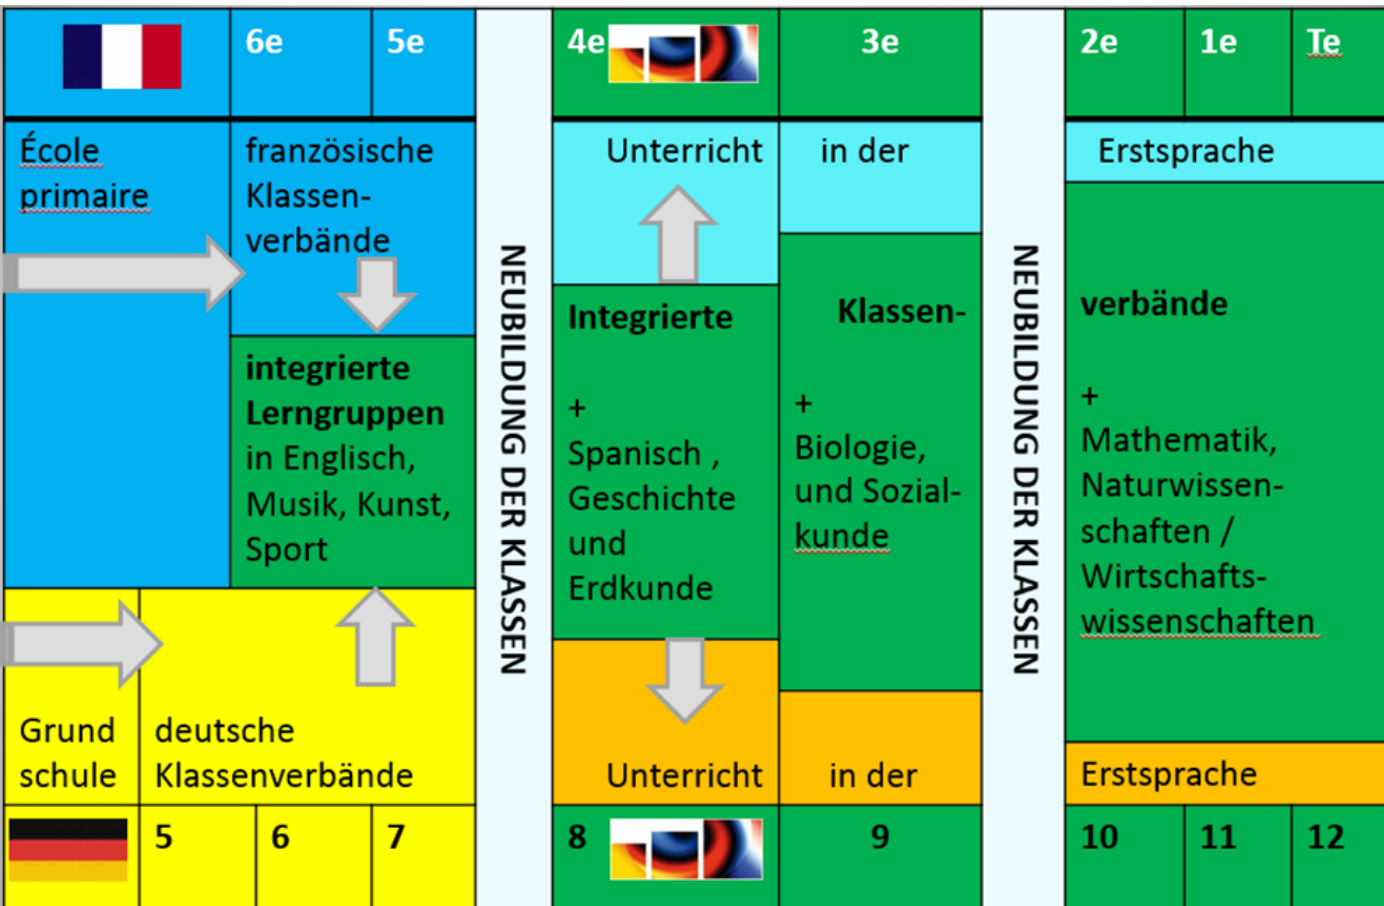 6e
5e
4e
3e
2e
1e
Te
École
primaire
französische
Klassen-
verbände
integrierte
Lerngruppen
in Englisch,
Musik, Kunst,
Sport
Grund
schule
deutsche
Klassenverbände
5
6
7
NEUBILDUNG DER KLASSEN
Unterricht
in der
Integrierte
+
Spanisch ,
Geschichte
und
Erdkunde
Klassen-
+
Biologie,
und Sozial-
kunde
Unterricht
in der
8
9
NEUBILDUNG DER KLASSEN
Erstsprache
verbände
+
Mathematik,
Naturwissen-
schaften /
Wirtschafts-
wissenschaften
Erstsprache
10
11
12